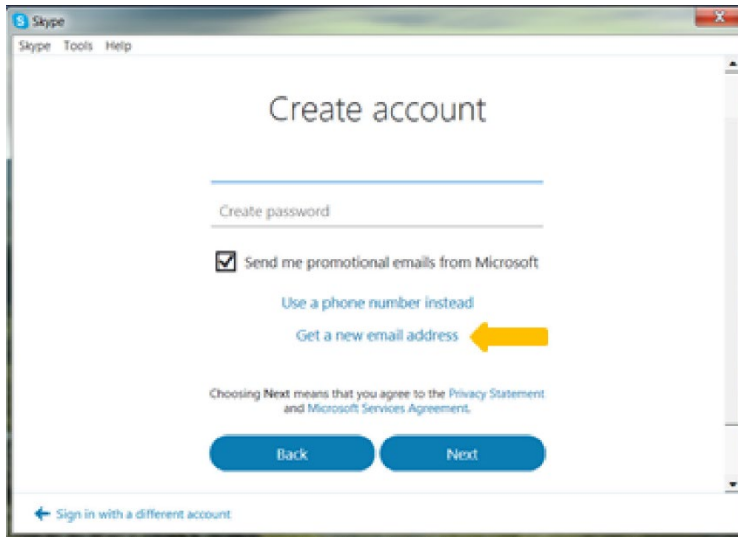 Skype
Skype Tools Help
Create account
Create password
Send me promotional emails from Microsoft
Use a phone number instead
Get a new email address
Choosing Next means that you agree to the Privacy Statement
and Microsoft Services Agreement.
Back Next
Sign in with a different account